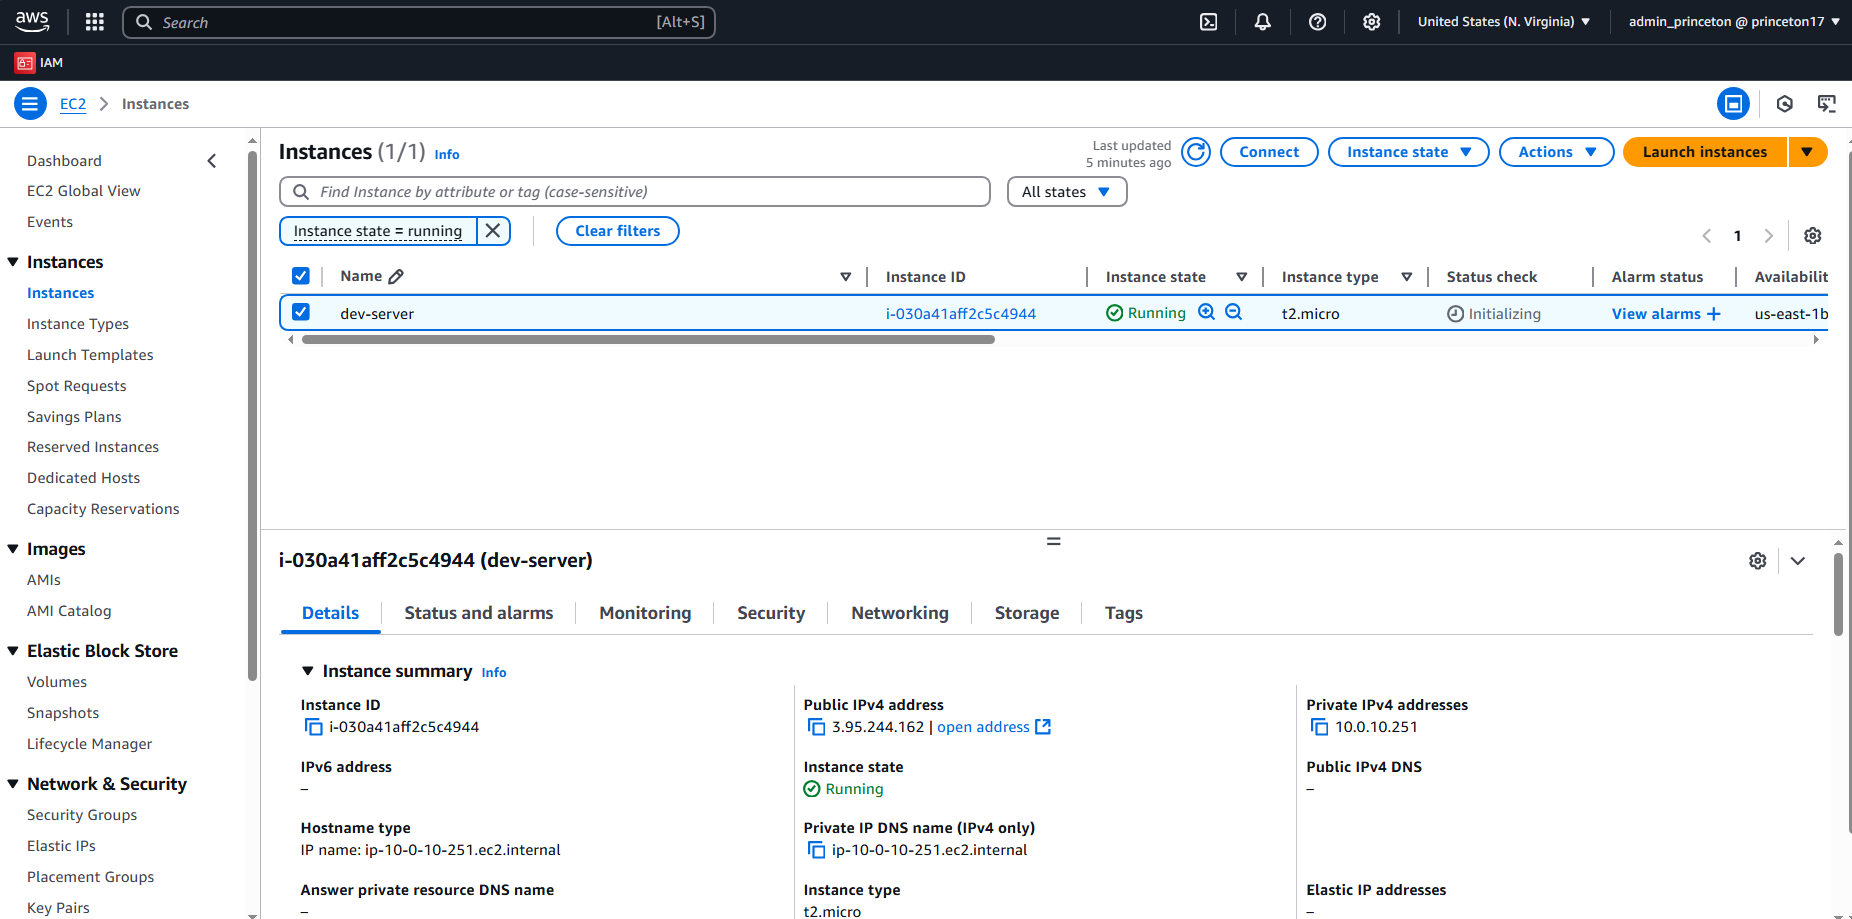 aws
Search [Alt+S]
United States (N. Virginia)
admin_princeton @ princeton17
IAM
EC2 Instances
Dashboard
EC2 Global View
Events
Instances
Instances
Instance Types
Launch Templates
Spot Requests
Savings Plans
Reserved Instances
Dedicated Hosts
Capacity Reservations
Images
AMIs
AMI Catalog
Elastic Block Store
Volumes
Snapshots
Lifecycle Manager
Network & Security
Security Groups
Elastic IPs
Placement Groups
Key Pairs
Instances (1/1) Info
Last updated
5 minutes ago
Connect
Instance state
Actions
Launch instances
Find Instance by attribute or tag (case-sensitive)
All states
Instance state = running
Clear filters
1
Name Instance ID Instance state Instance type Status check Alarm status Availabilit
dev-server i-030a41aff2c5c4944 Running t2.micro Initializing View alarms + us-east-1b
i-030a41aff2c5c4944 (dev-server)
Details Status and alarms Monitoring Security Networking Storage Tags
Instance summary Info
Instance ID
i-030a41aff2c5c4944
Public IPv4 address
3.95.244.162 | open address
Private IPv4 addresses
10.0.10.251
IPv6 address
–
Instance state
Running
Public IPv4 DNS
–
Hostname type
IP name: ip-10-0-10-251.ec2.internal
Private IP DNS name (IPv4 only)
ip-10-0-10-251.ec2.internal
Answer private resource DNS name
–
Instance type
t2.micro
Elastic IP addresses
–